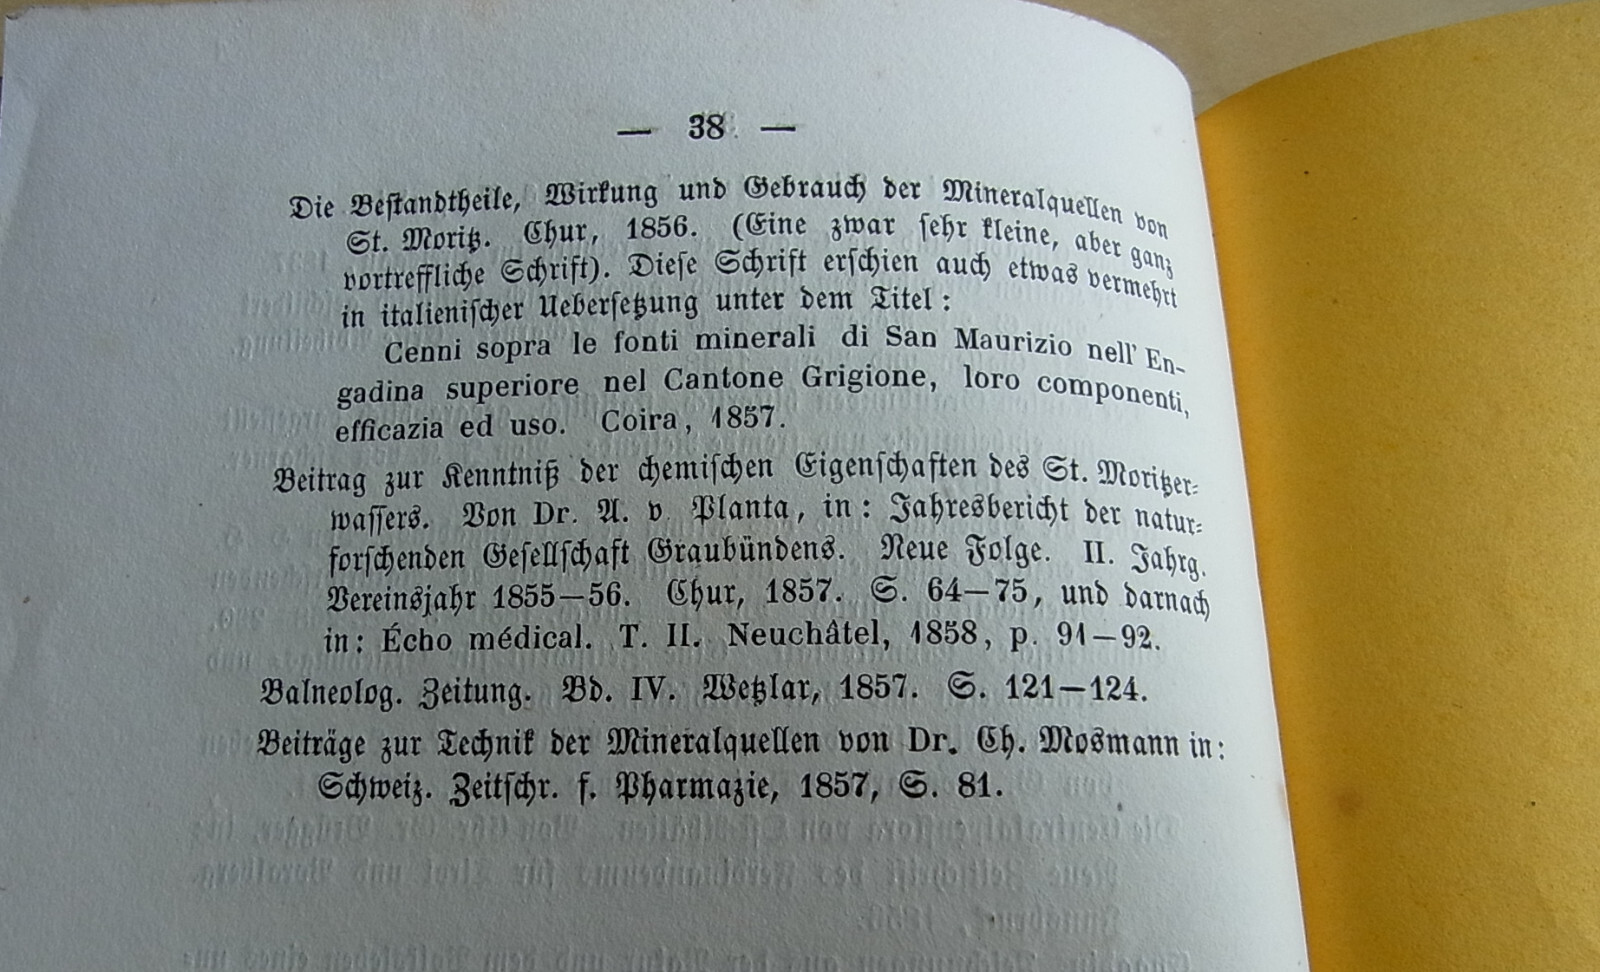 — 38 —
Die Bestandtheile, Wirkung und Gebrauch der Mineralquellen von
St. Moritz. Chur, 1856. (Eine zwar sehr kleine, aber ganz
vortreffliche Schrift). Diese Schrift erschien auch etwas vermehrt
in italienischer Uebersetzung unter dem Titel:
Cenni sopra le fonti minerali di San Maurizio nell' En-
gadina superiore nel Cantone Grigione, loro componenti,
efficazia ed uso. Coira, 1857.
Beitrag zur Kenntniß der chemischen Eigenschaften des St. Moritzer-
wassers. Von Dr. A. v. Planta, in: Jahresbericht der natur-
forschenden Gesellschaft Graubündens. Neue Folge. II. Jahrg.
Vereinsjahr 1855—56. Chur, 1857. S. 64—75, und darnach
in: Écho médical. T. II. Neuchâtel, 1858, p. 91—92.
Balneolog. Zeitung. Bd. IV. Wetzlar, 1857. S. 121—124.
Beiträge zur Technik der Mineralquellen von Dr. Ch. Mosmann in:
Schweiz. Zeitschr. f. Pharmazie, 1857, S. 81.